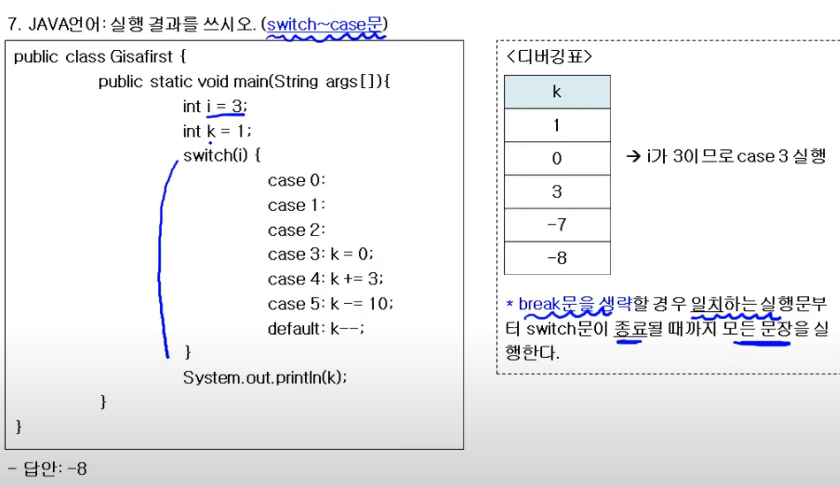 7. JAVA언어: 실행 결과를 쓰시오. (switch~case문)
public class Gisafirst {
public static void main(String args[]){
int i = 3;
int k = 1;
switch(i) {
case 0:
case 1:
case 2:
case 3: k = 0;
case 4: k += 3;
case 5: k -= 10;
default: k--;
}
System.out.println(k);
}
}
- 답안: -8
<디버깅표>
k
1
0
→ i가 3이므로 case 3 실행
3
-7
-8
* break문을 생략할 경우 일치하는 실행문부
터 switch문이 종료될 때까지 모든 문장을 실
행한다.